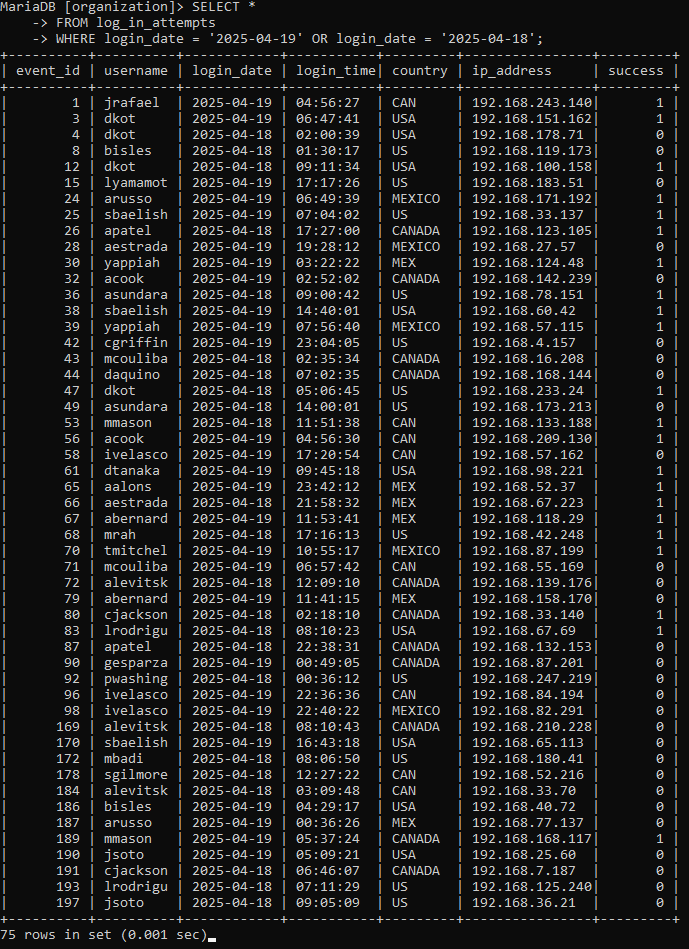 MariaDB [organization]> SELECT *
    -> FROM log_in_attempts
    -> WHERE login_date = '2025-04-19' OR login_date = '2025-04-18';
+----------+----------+------------+------------+---------+----------------+---------+
| event_id | username | login_date | login_time | country | ip_address     | success |
+----------+----------+------------+------------+---------+----------------+---------+
|        1 | jrafael  | 2025-04-19 | 04:56:27   | CAN     | 192.168.243.140|       1 |
|        3 | dkot     | 2025-04-19 | 06:47:41   | USA     | 192.168.151.162|       1 |
|        4 | dkot     | 2025-04-18 | 02:00:39   | USA     | 192.168.178.71 |       0 |
|        8 | bisles   | 2025-04-18 | 01:30:17   | US      | 192.168.119.173|       0 |
|       12 | dkot     | 2025-04-18 | 09:11:34   | USA     | 192.168.100.158|       1 |
|       15 | lyamamot | 2025-04-19 | 17:17:26   | US      | 192.168.183.51 |       0 |
|       24 | arusso   | 2025-04-19 | 06:49:39   | MEXICO  | 192.168.171.192|       1 |
|       25 | sbaelish | 2025-04-19 | 07:04:02   | US      | 192.168.33.137 |       1 |
|       26 | apatel   | 2025-04-18 | 17:27:00   | CANADA  | 192.168.123.105|       1 |
|       28 | aestrada | 2025-04-19 | 19:28:12   | MEXICO  | 192.168.27.57  |       0 |
|       30 | yappiah  | 2025-04-19 | 03:22:22   | MEX     | 192.168.124.48 |       1 |
|       32 | acook    | 2025-04-19 | 02:52:02   | CANADA  | 192.168.142.239|       0 |
|       36 | asundara | 2025-04-18 | 09:00:42   | US      | 192.168.78.151 |       1 |
|       38 | sbaelish | 2025-04-19 | 14:40:01   | USA     | 192.168.60.42  |       1 |
|       39 | yappiah  | 2025-04-19 | 07:56:40   | MEXICO  | 192.168.57.115 |       1 |
|       42 | cgriffin | 2025-04-19 | 23:04:05   | US      | 192.168.4.157  |       0 |
|       43 | mcouliba | 2025-04-18 | 02:35:34   | CANADA  | 192.168.16.208 |       0 |
|       44 | daquino  | 2025-04-18 | 07:02:35   | CANADA  | 192.168.168.144|       0 |
|       47 | dkot     | 2025-04-18 | 05:06:45   | US      | 192.168.233.24 |       1 |
|       49 | asundara | 2025-04-18 | 14:00:01   | US      | 192.168.173.213|       0 |
|       53 | mmason   | 2025-04-18 | 11:51:38   | CAN     | 192.168.133.188|       1 |
|       56 | acook    | 2025-04-19 | 04:56:30   | CAN     | 192.168.209.130|       1 |
|       58 | ivelasco | 2025-04-19 | 17:20:54   | CAN     | 192.168.57.162 |       0 |
|       61 | dtanaka  | 2025-04-19 | 09:45:18   | USA     | 192.168.98.221 |       1 |
|       65 | aalons   | 2025-04-19 | 23:42:12   | MEX     | 192.168.52.37  |       1 |
|       66 | aestrada | 2025-04-18 | 21:58:32   | MEX     | 192.168.67.223 |       1 |
|       67 | abernard | 2025-04-19 | 11:53:41   | MEX     | 192.168.118.29 |       1 |
|       68 | mrah     | 2025-04-18 | 17:16:13   | US      | 192.168.42.248 |       1 |
|       70 | tmitchel | 2025-04-19 | 10:55:17   | MEXICO  | 192.168.87.199 |       1 |
|       71 | mcouliba | 2025-04-19 | 06:57:42   | CAN     | 192.168.55.169 |       0 |
|       72 | alevitsk | 2025-04-18 | 12:09:10   | CANADA  | 192.168.139.176|       0 |
|       79 | abernard | 2025-04-19 | 11:41:15   | MEX     | 192.168.158.170|       0 |
|       80 | cjackson | 2025-04-18 | 02:18:10   | CANADA  | 192.168.33.140 |       1 |
|       83 | lrodrigu | 2025-04-18 | 08:10:23   | USA     | 192.168.67.69  |       1 |
|       87 | apatel   | 2025-04-18 | 22:38:31   | CANADA  | 192.168.132.153|       0 |
|       90 | gesparza | 2025-04-19 | 00:49:05   | CANADA  | 192.168.87.201 |       0 |
|       92 | pwashing | 2025-04-18 | 00:36:12   | US      | 192.168.247.219|       0 |
|       96 | ivelasco | 2025-04-18 | 22:36:36   | CAN     | 192.168.84.194 |       0 |
|       98 | ivelasco | 2025-04-18 | 22:40:22   | MEXICO  | 192.168.82.291 |       0 |
|      169 | alevitsk | 2025-04-18 | 08:10:43   | CANADA  | 192.168.210.228|       0 |
|      170 | sbaelish | 2025-04-19 | 16:43:18   | USA     | 192.168.65.113 |       0 |
|      172 | mbadi    | 2025-04-18 | 08:06:50   | US      | 192.168.180.41 |       0 |
|      178 | sgilmore | 2025-04-18 | 12:27:22   | CAN     | 192.168.52.216 |       0 |
|      184 | alevitsk | 2025-04-18 | 03:09:48   | CAN     | 192.168.33.70  |       0 |
|      186 | bisles   | 2025-04-19 | 04:29:17   | USA     | 192.168.40.72  |       0 |
|      187 | arusso   | 2025-04-19 | 00:36:26   | MEX     | 192.168.77.137 |       0 |
|      189 | mmason   | 2025-04-19 | 05:37:24   | CANADA  | 192.168.168.117|       1 |
|      190 | jsoto    | 2025-04-19 | 05:09:21   | USA     | 192.168.25.60  |       0 |
|      191 | cjackson | 2025-04-18 | 06:46:07   | CANADA  | 192.168.7.187  |       0 |
|      193 | lrodrigu | 2025-04-18 | 07:11:29   | US      | 192.168.125.240|       0 |
|      197 | jsoto    | 2025-04-18 | 09:05:09   | US      | 192.168.36.21  |       0 |
+----------+----------+------------+------------+---------+----------------+---------+
75 rows in set (0.001 sec)